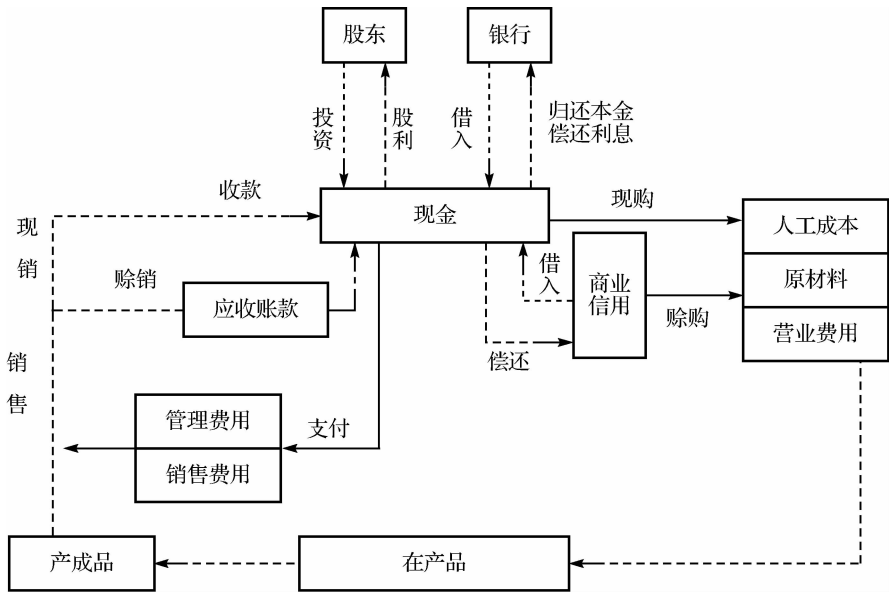 股东
银行
投资
股利
借入
归还本金
偿还利息
收款
现金
现购
现销
赊销
应收账款
借入
商业
信用
赊购
人工成本
原材料
营业费用
偿还
销售
管理费用
销售费用
支付
产成品
在产品